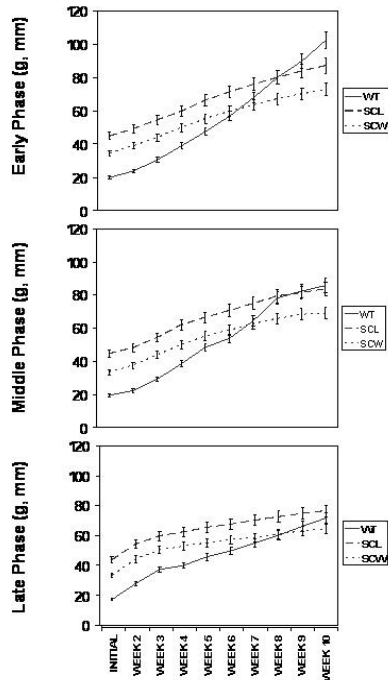 Early Phase (g, mm)
120
100
80
60
40
20
0
WT
SCL
SCW
Middle Phase (g, mm)
120
100
80
60
40
20
0
WT
SCL
SCW
Late Phase (g, mm)
120
100
80
60
40
20
0
WT
SCL
SCW
INITIAL
WEEK 2
WEEK 3
WEEK 4
WEEK 5
WEEK 6
WEEK 7
WEEK 8
WEEK 9
WEEK 10